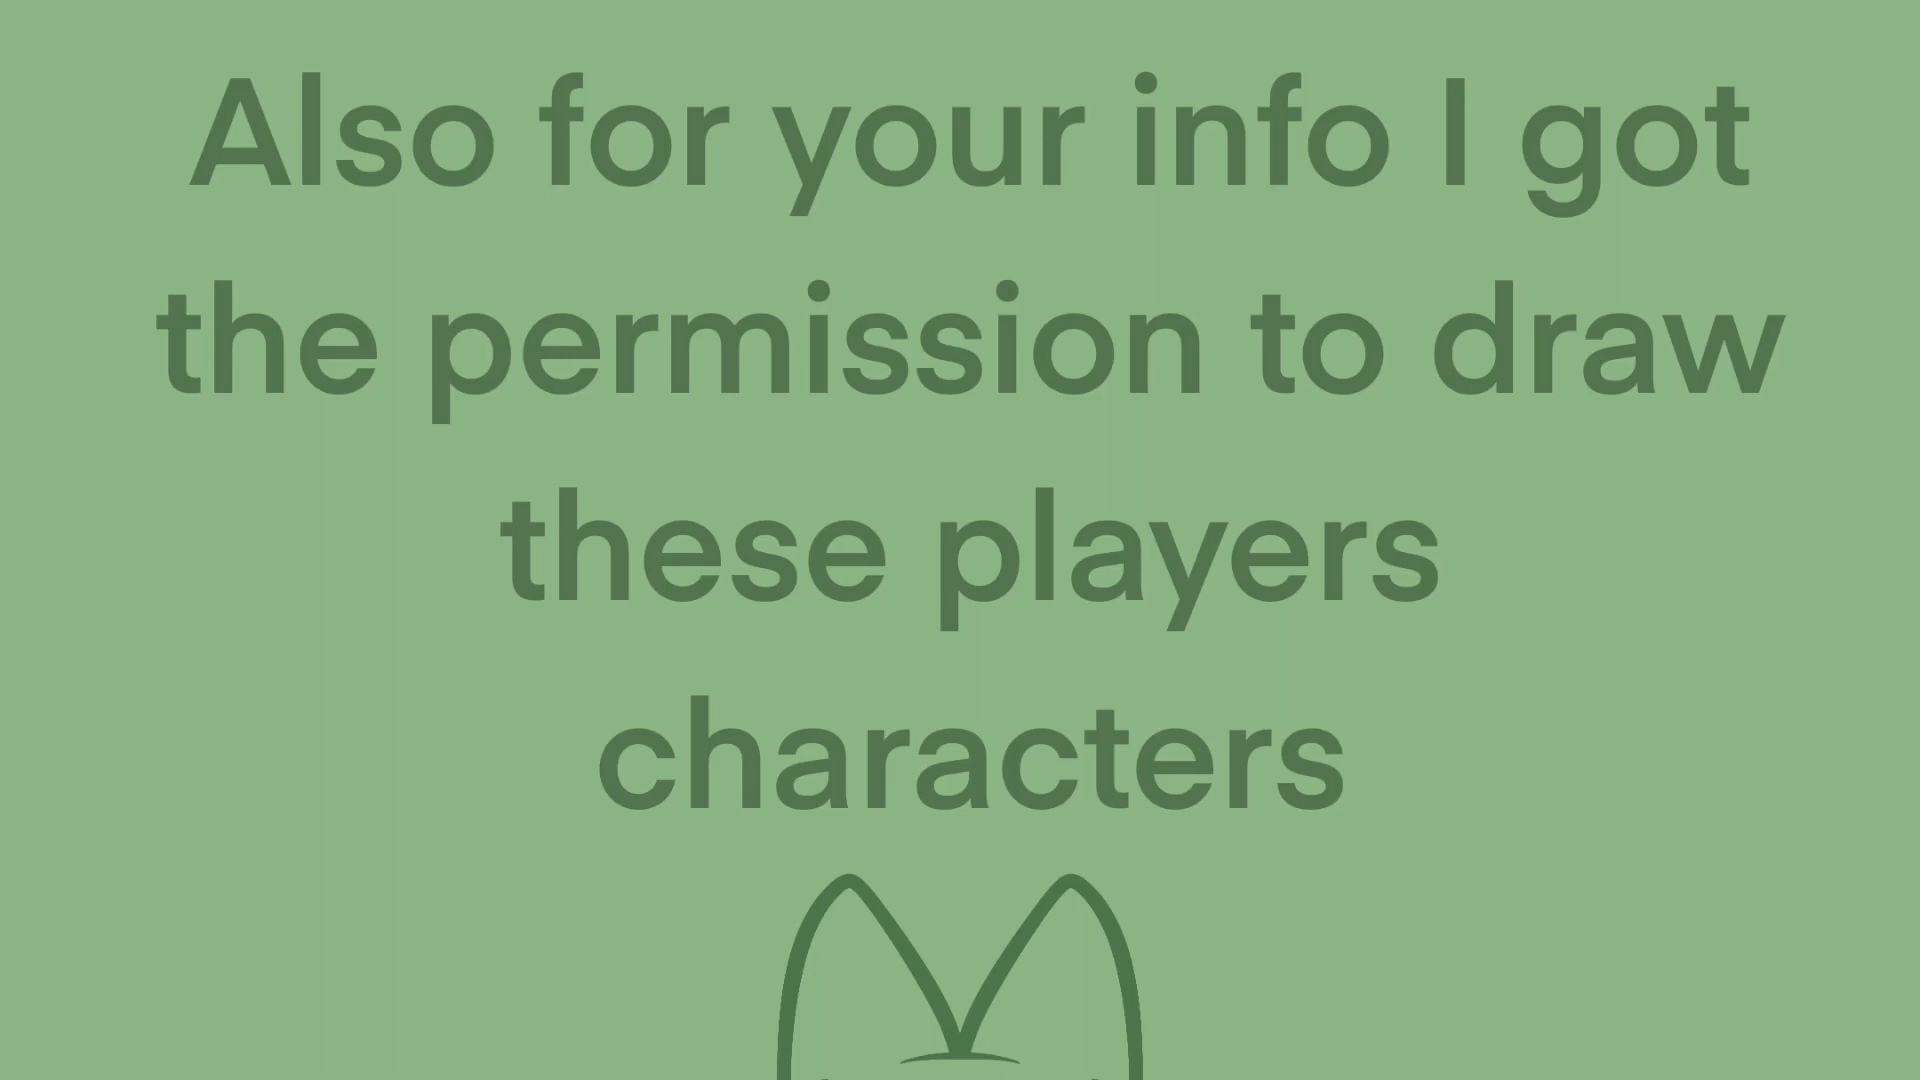 Also for your info I got
the permission to draw
these players
characters